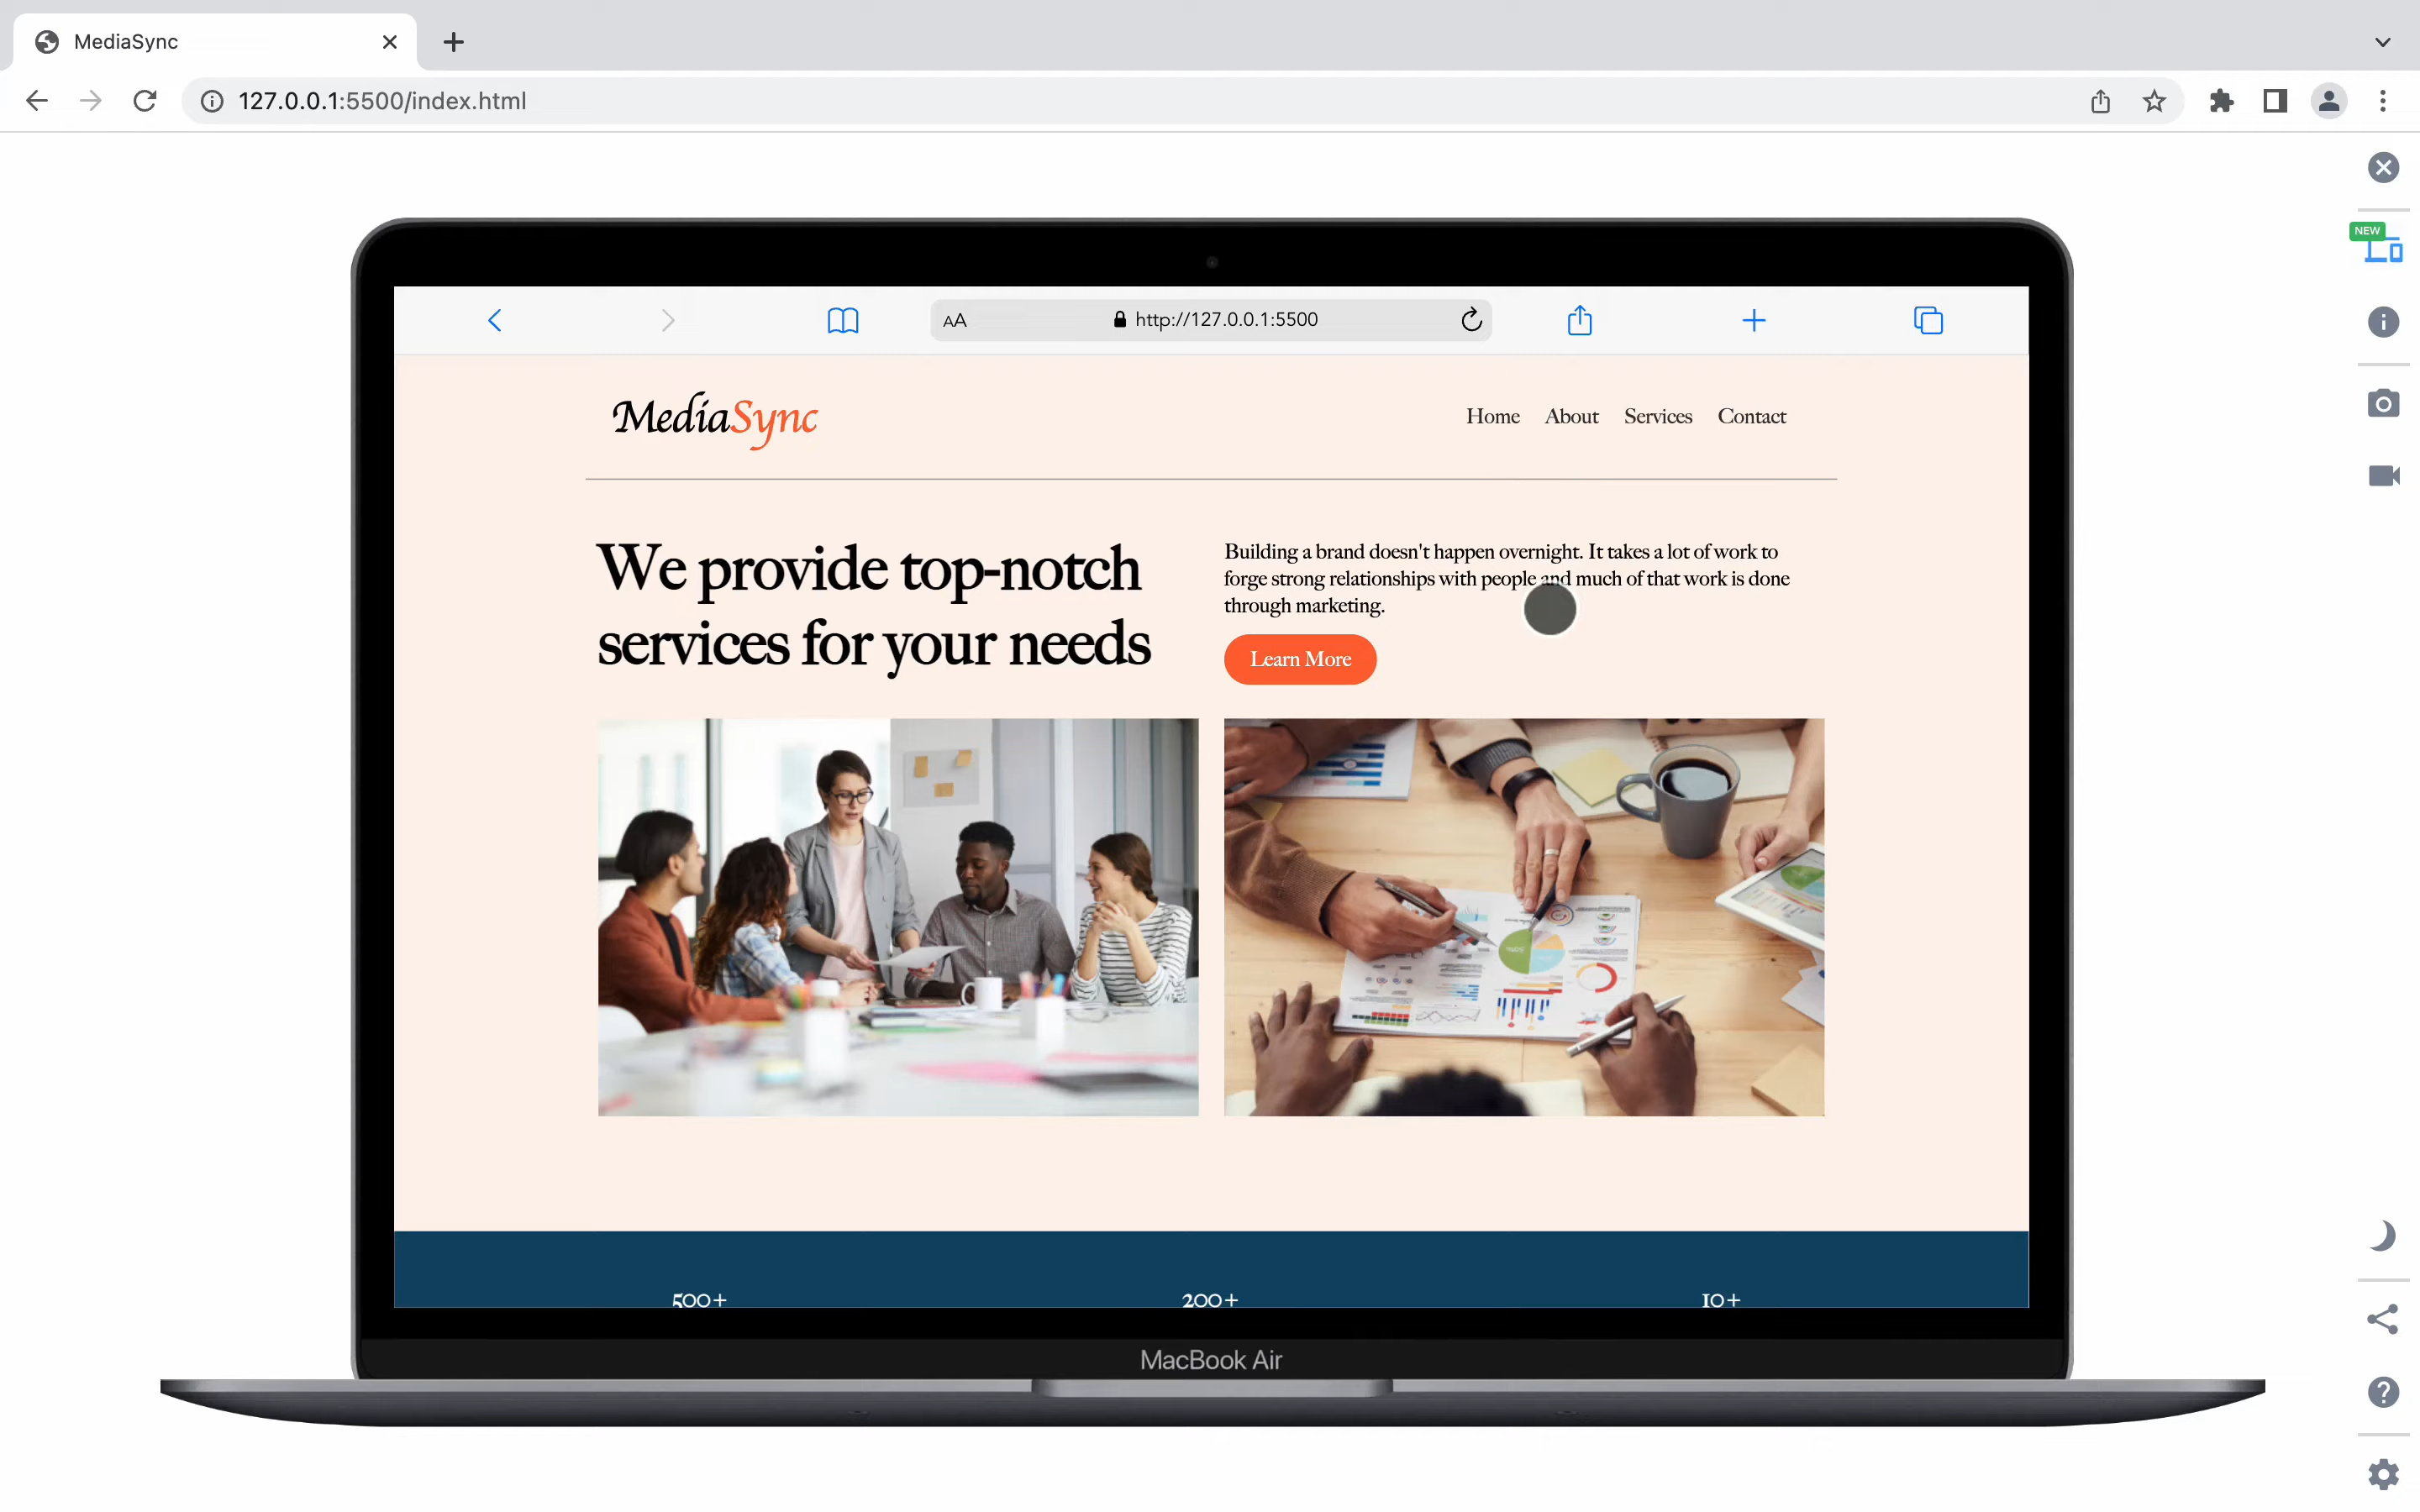 MediaSync
127.0.0.1:5500/index.html
NEW
AA
http://127.0.0.1:5500
MediaSync
Home About Services Contact
We provide top-notch
services for your needs
Building a brand doesn't happen overnight. It takes a lot of work to
forge strong relationships with people and much of that work is done
through marketing.
Learn More
500+
200+
10+
MacBook Air